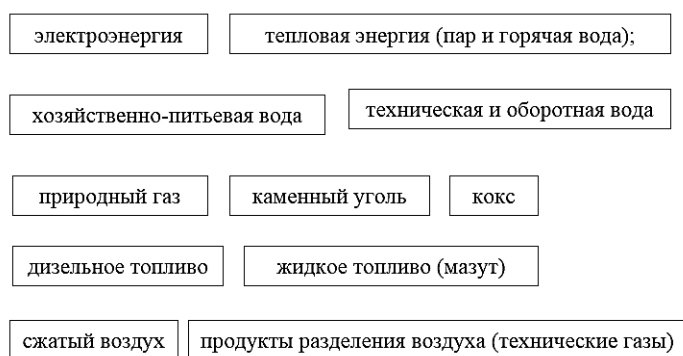 электроэнергия
тепловая энергия (пар и горячая вода);
хозяйственно-питьевая вода
техническая и оборотная вода
природный газ
каменный уголь
кокс
дизельное топливо
жидкое топливо (мазут)
сжатый воздух
продукты разделения воздуха (технические газы)